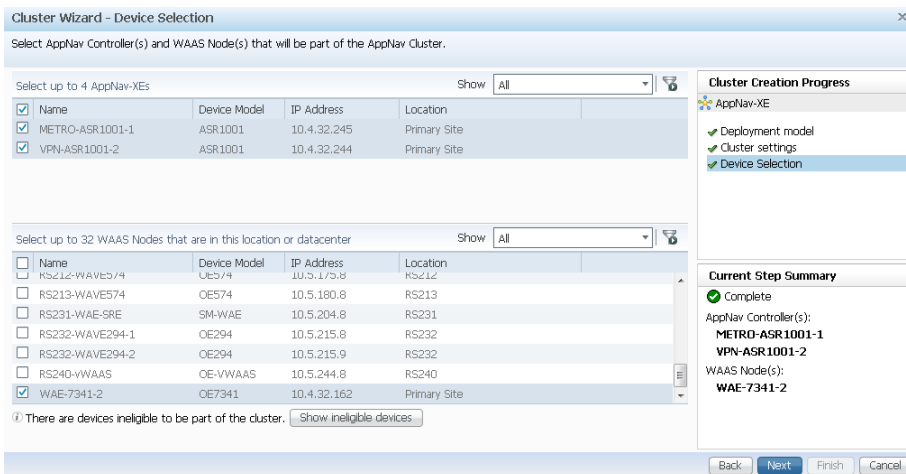 Cluster Wizard - Device Selection
Select AppNav Controller(s) and WAAS Node(s) that will be part of the AppNav Cluster.
Select up to 4 AppNav-XEs Show All
Name Device Model IP Address Location
METRO-ASR1001-1 ASR1001 10.4.32.245 Primary Site
VPN-ASR1001-2 ASR1001 10.4.32.244 Primary Site
Select up to 32 WAAS Nodes that are in this location or datacenter Show All
Name Device Model IP Address Location
RS212-WAVE574 OE574 10.5.175.8 RS212
RS213-WAVE574 OE574 10.5.180.8 RS213
RS231-WAE-SRE SM-WAE 10.5.204.8 RS231
RS232-WAVE294-1 OE294 10.5.215.8 RS232
RS232-WAVE294-2 OE294 10.5.215.9 RS232
RS240-vWAAS OE-VWAAS 10.5.244.8 RS240
WAE-7341-2 OE7341 10.4.32.162 Primary Site
There are devices ineligible to be part of the cluster. Show ineligible devices
Cluster Creation Progress
AppNav-XE
Deployment model
Cluster settings
Device Selection
Current Step Summary
Complete
AppNav Controller(s):
METRO-ASR1001-1
VPN-ASR1001-2
WAAS Node(s):
WAE-7341-2
Back Next Finish Cancel